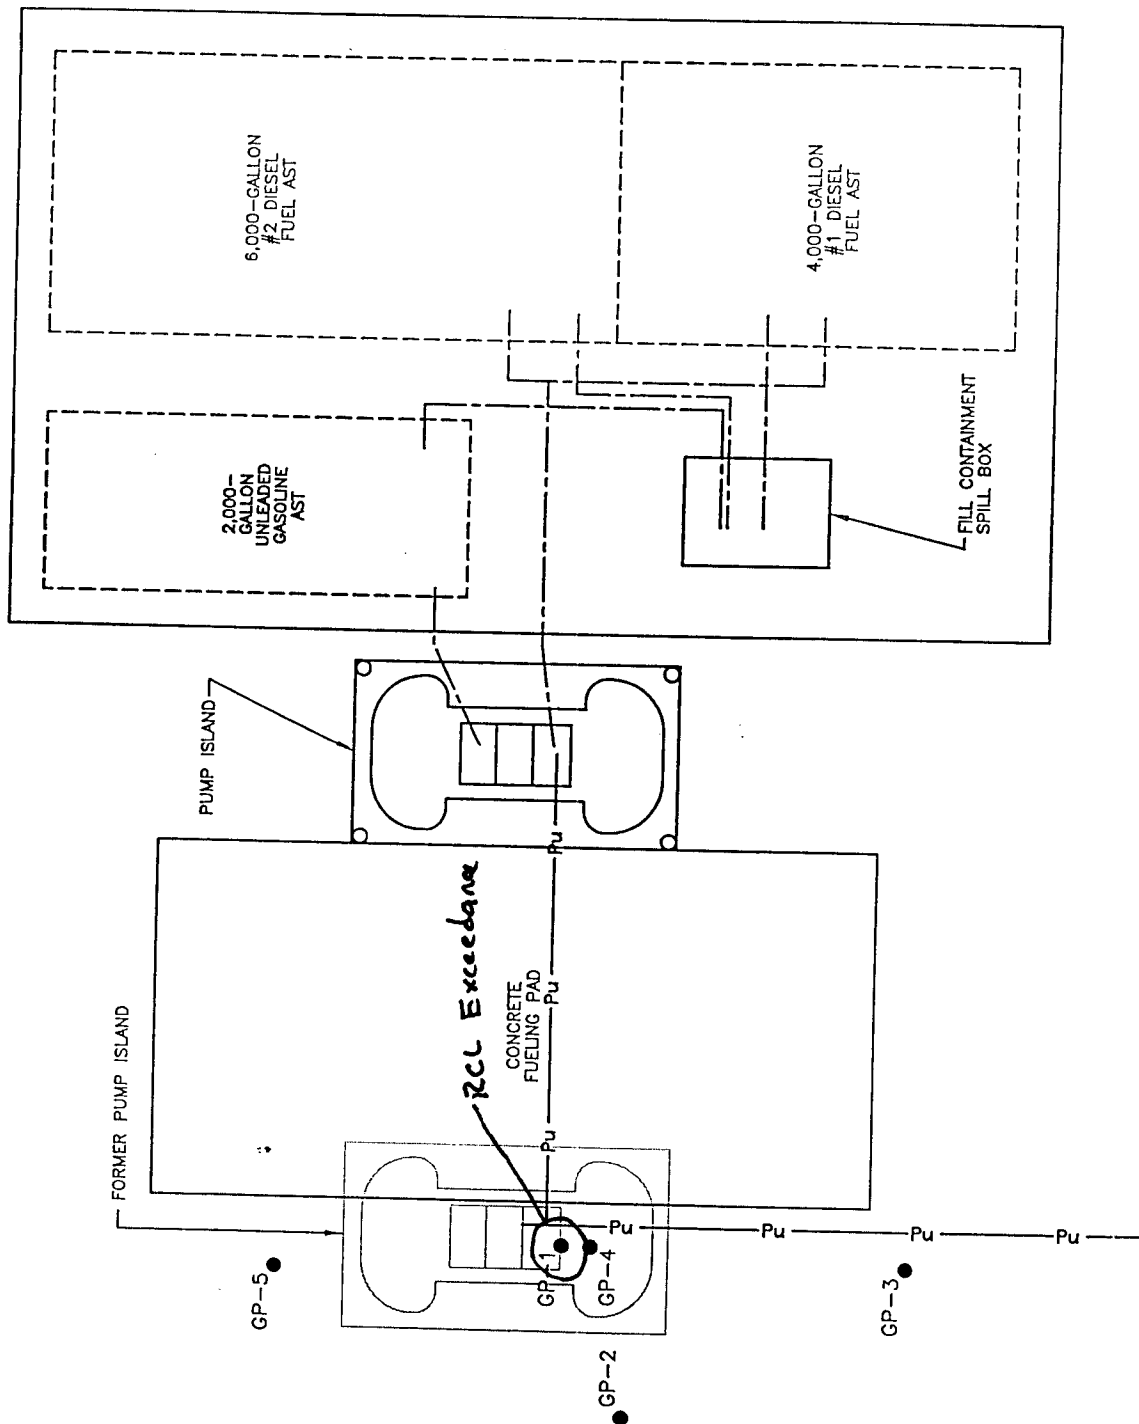 6,000-GALLON
#2 DIESEL
FUEL AST
4,000-GALLON
#1 DIESEL
FUEL AST
2,000-
GALLON
UNLEADED
GASOLINE
AST
FILL CONTAINMENT
SPILL BOX
PUMP ISLAND
Pu
RCL Exceedance
CONCRETE
FUELING PAD
Pu
Pu
FORMER PUMP ISLAND
Pu
Pu
Pu
Pu
GP-5
GP-1
GP-4
GP-3
GP-2